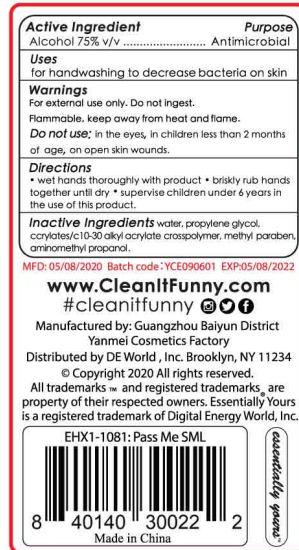 Active Ingredient Purpose
Alcohol 75% v/v ........................ Antimicrobial
Uses
for handwashing to decrease bacteria on skin
Warnings
For external use only. Do not ingest.
Flammable. keep away from heat and flame.
Do not use: in the eyes, in children less than 2 months
of age, on open skin wounds.
Directions
• wet hands thoroughly with product • briskly rub hands
together until dry • supervise children under 6 years in
the use of this product.
Inactive Ingredients water, propylene glycol,
ccrylates/c10-30 alkyl acrylate crosspolymer, methyl paraben,
aminomethyl propanol.
MFD: 05/08/2020 Batch code:YCE090601 EXP:05/08/2022
www.CleanItFunny.com
#cleanitfunny
Manufactured by: Guangzhou Baiyun District
Yanmei Cosmetics Factory
Distributed by DE World , Inc. Brooklyn, NY 11234
© Copyright 2020 All rights reserved.
All trademarks ™ and registered trademarks® are
property of their respected owners. Essentially Yours
is a registered trademark of Digital Energy World, Inc.
EHX1-1081: Pass Me SML
8 40140 30022 2
Made in China
essentially yours™